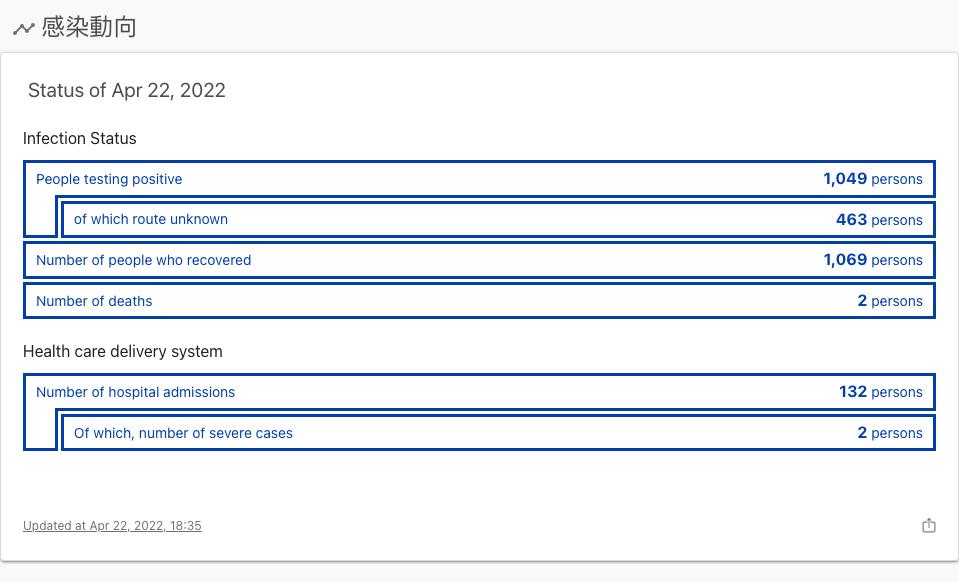 感染動向
Status of Apr 22, 2022
Infection Status
People testing positive 1,049 persons
of which route unknown 463 persons
Number of people who recovered 1,069 persons
Number of deaths 2 persons
Health care delivery system
Number of hospital admissions 132 persons
Of which, number of severe cases 2 persons
Updated at Apr 22, 2022, 18:35